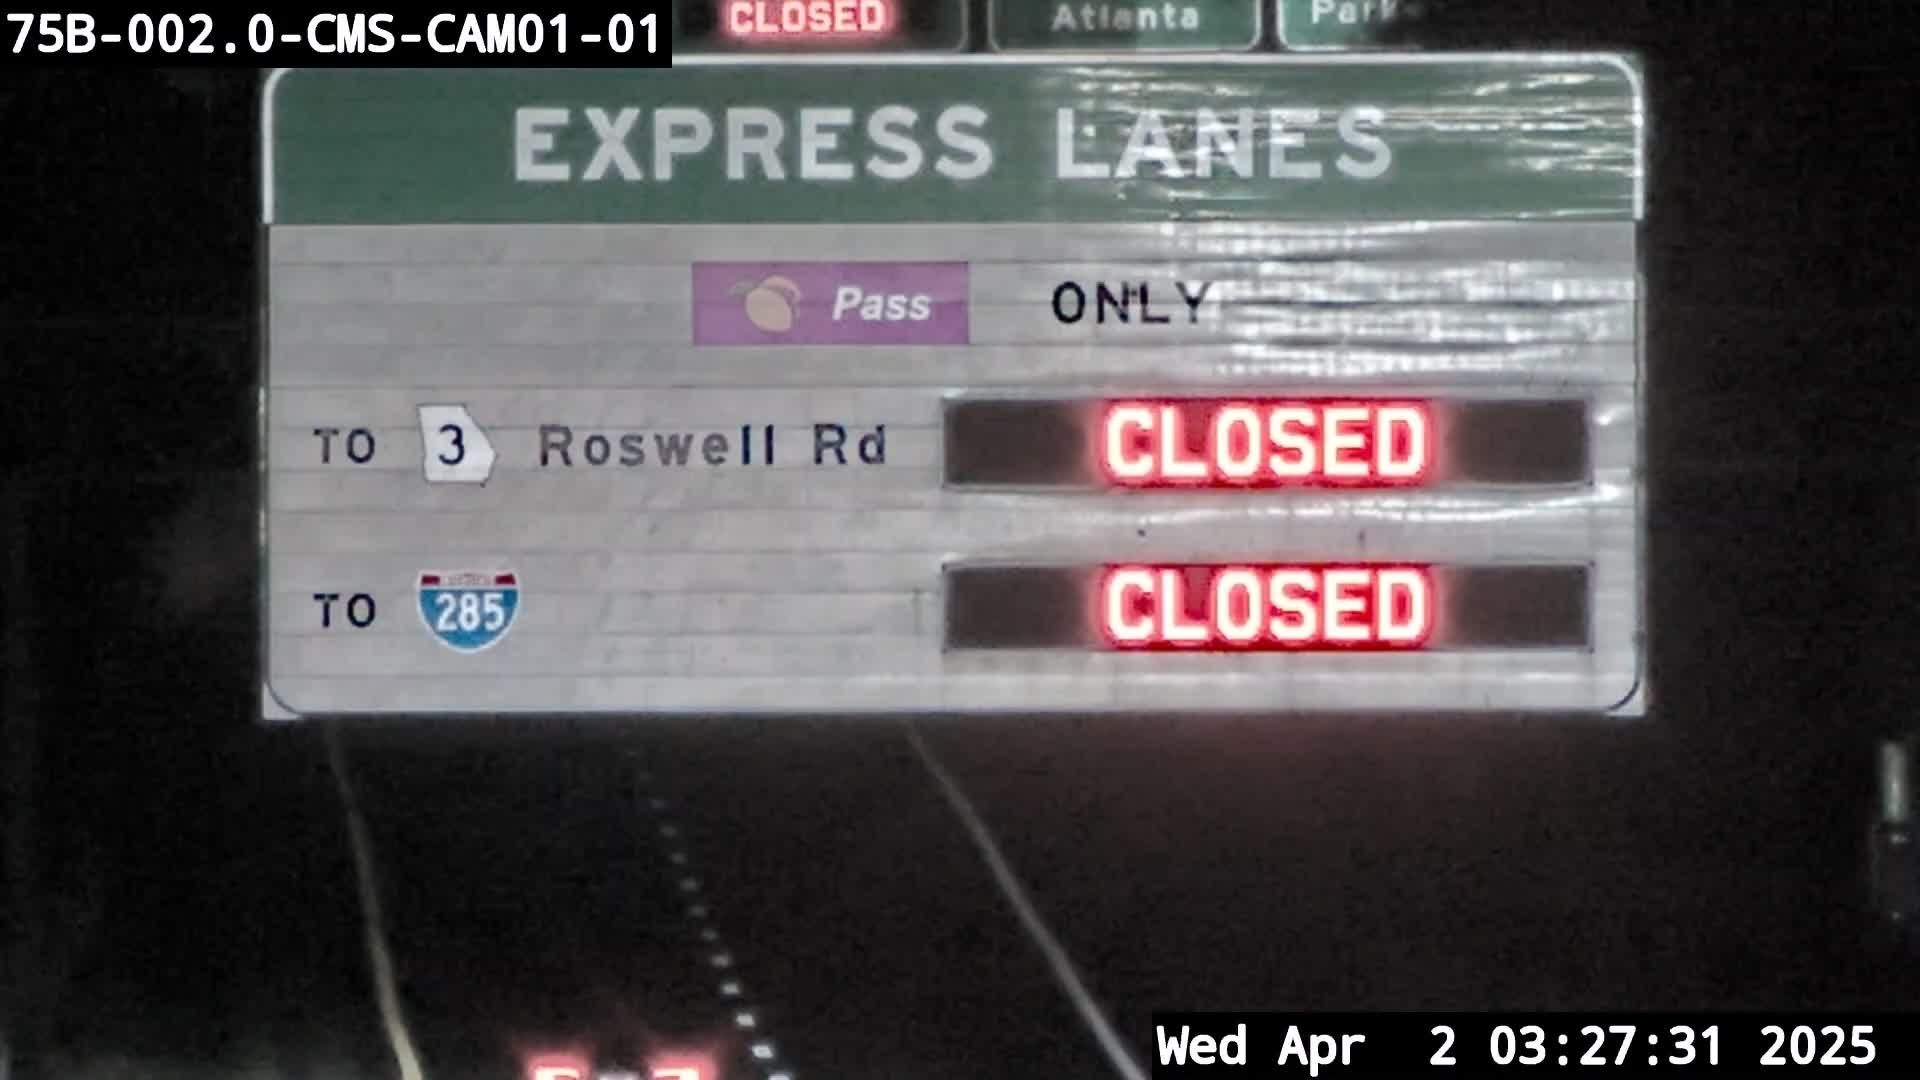 75B-002.0-CMS-CAM01-01
CLOSED
Atlanta
Park
EXPRESS LANES
Pass ONLY
TO 3 Roswell Rd CLOSED
TO 285 CLOSED
Wed Apr 2 03:27:31 2025